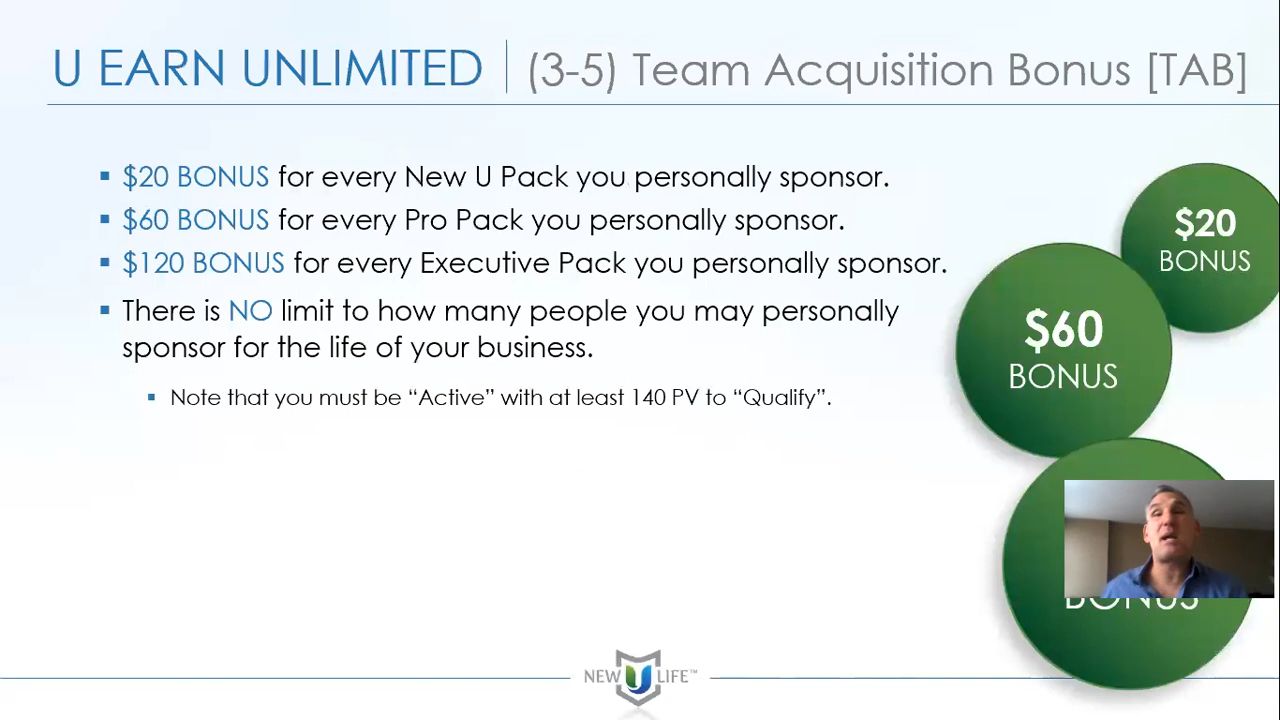 U EARN UNLIMITED (3-5) Team Acquisition Bonus [TAB]
$20 BONUS for every New U Pack you personally sponsor.
$60 BONUS for every Pro Pack you personally sponsor.
$120 BONUS for every Executive Pack you personally sponsor.
There is NO limit to how many people you may personally
sponsor for the life of your business.
Note that you must be “Active” with at least 140 PV to “Qualify”.
$20
BONUS
$60
BONUS
BONUS
NEW U LIFE™